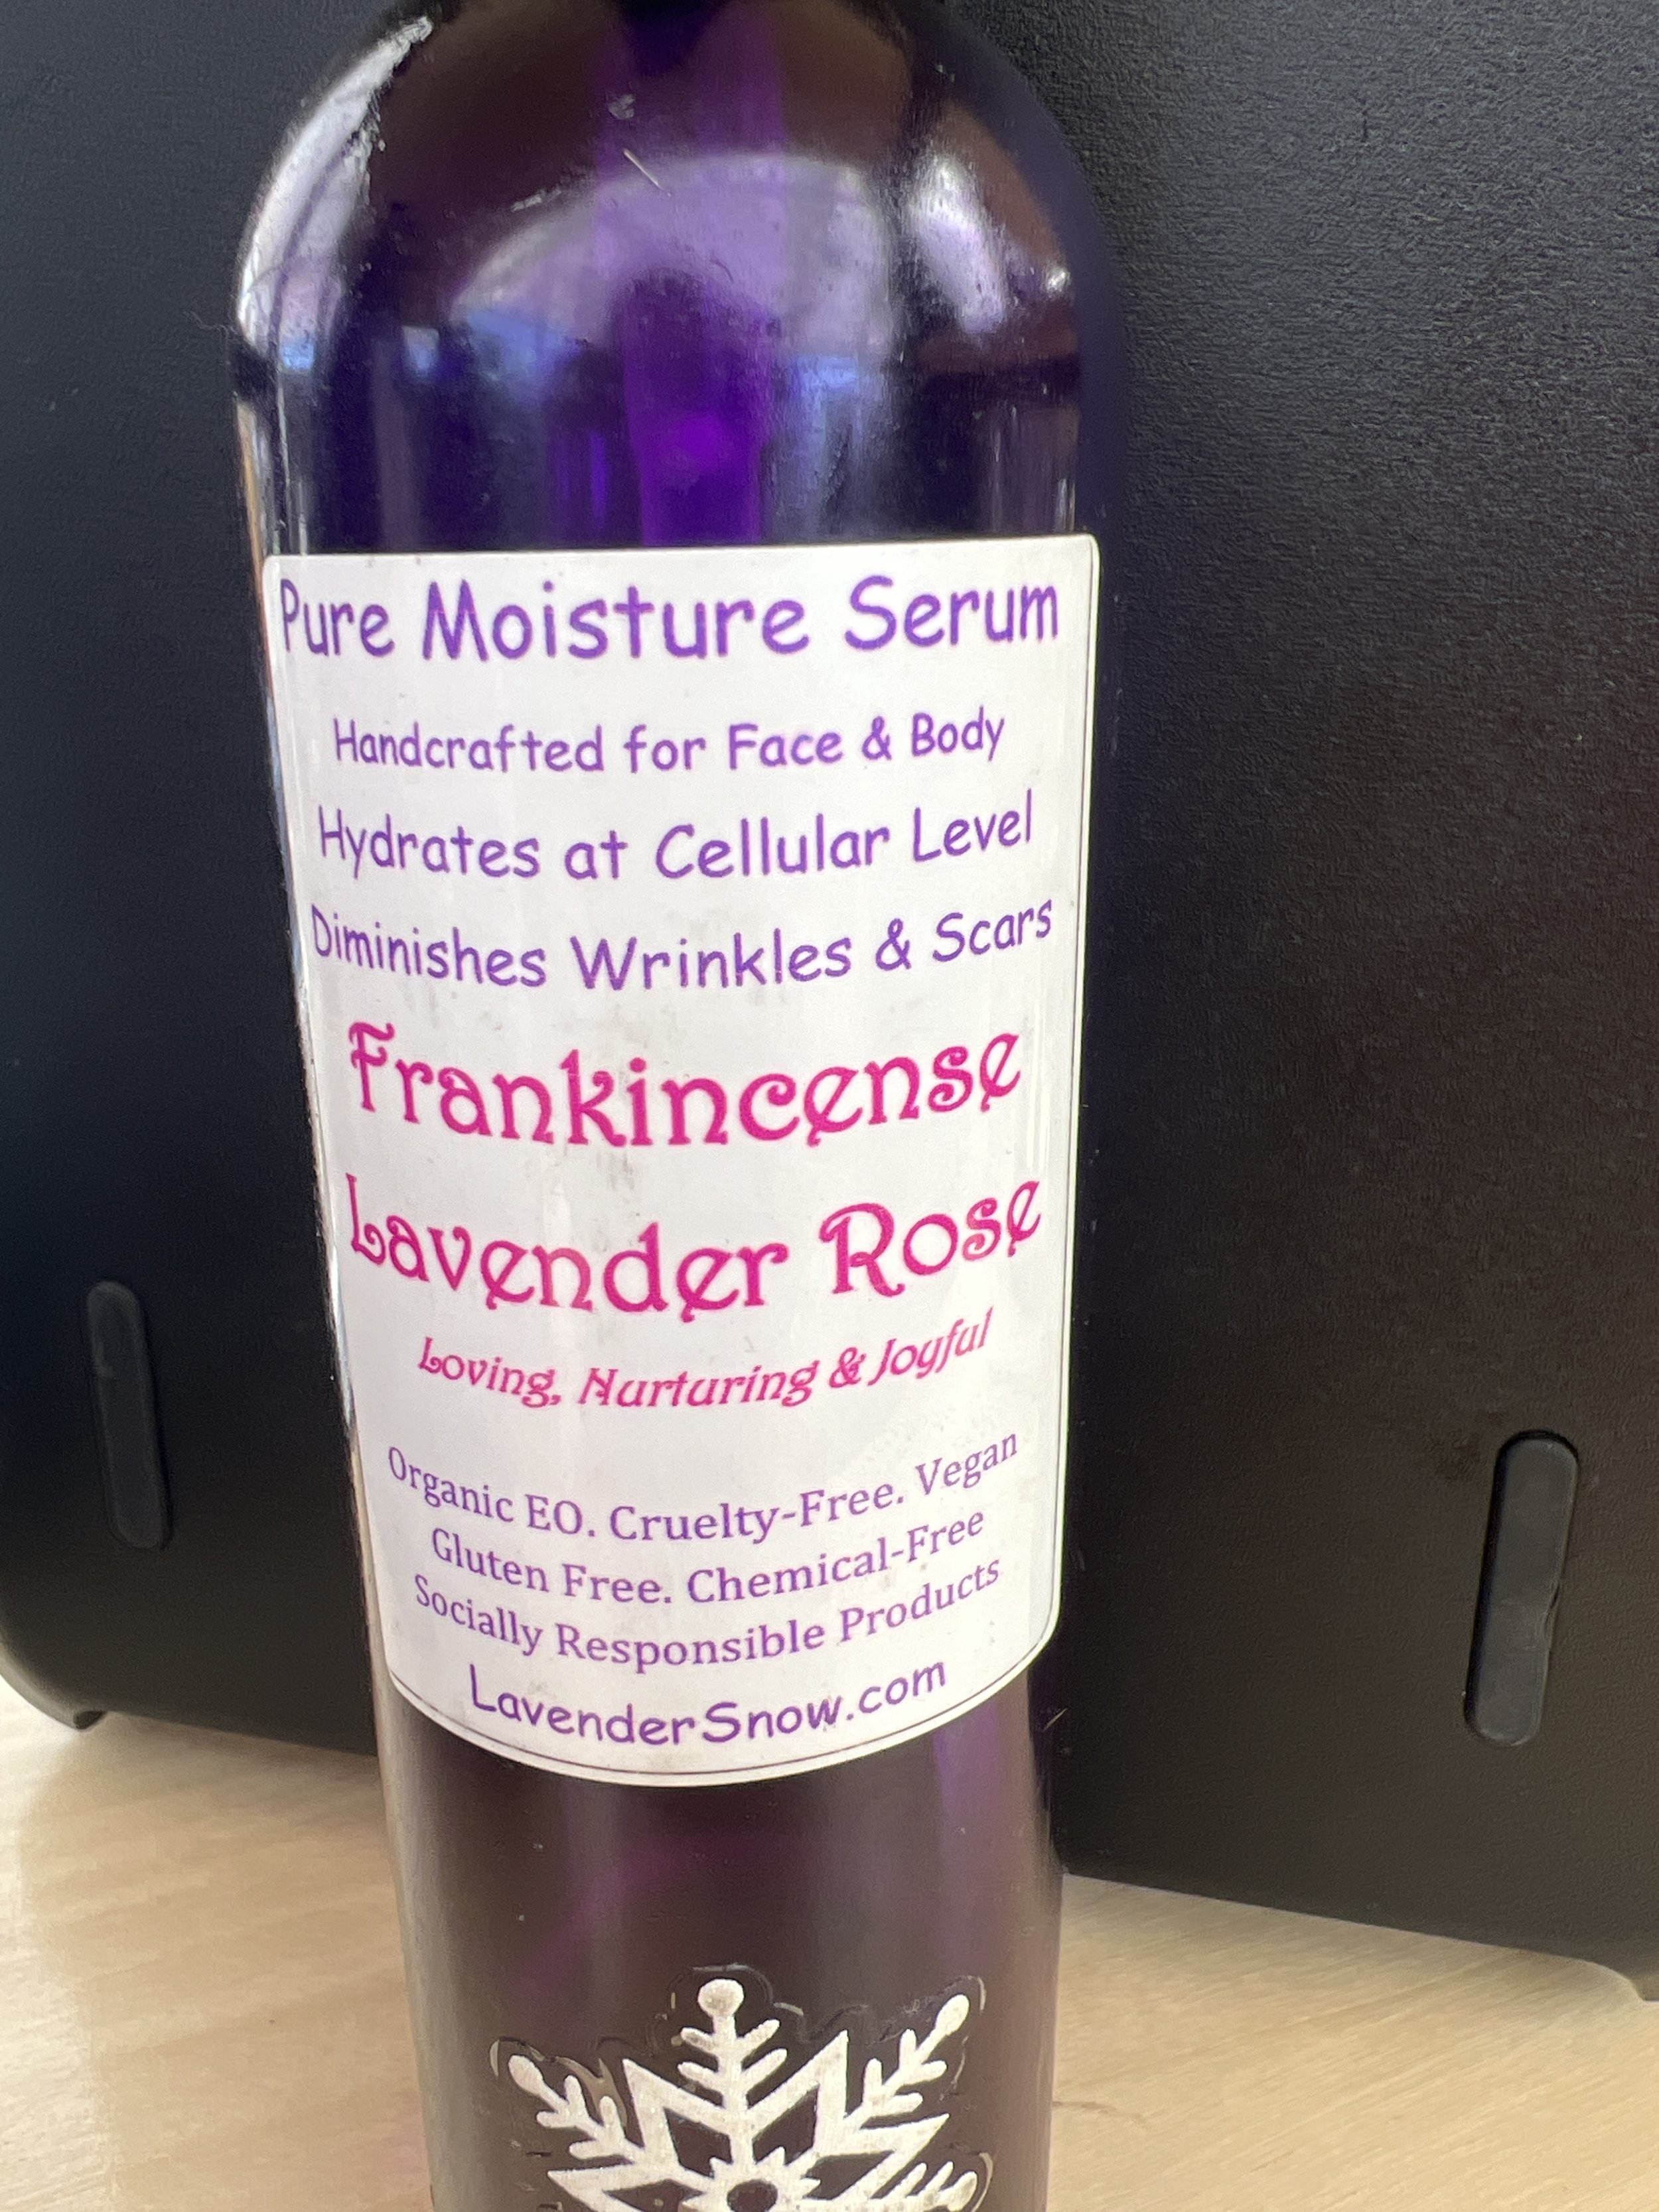 Pure Moisture Serum
Handcrafted for Face & Body
Hydrates at Cellular Level
Diminishes Wrinkles & Scars
Frankincense
Lavender Rose
Loving, Nurturing & Joyful
Organic EO. Cruelty-Free. Vegan
Gluten Free. Chemical-Free
Socially Responsible Products
LavenderSnow.com